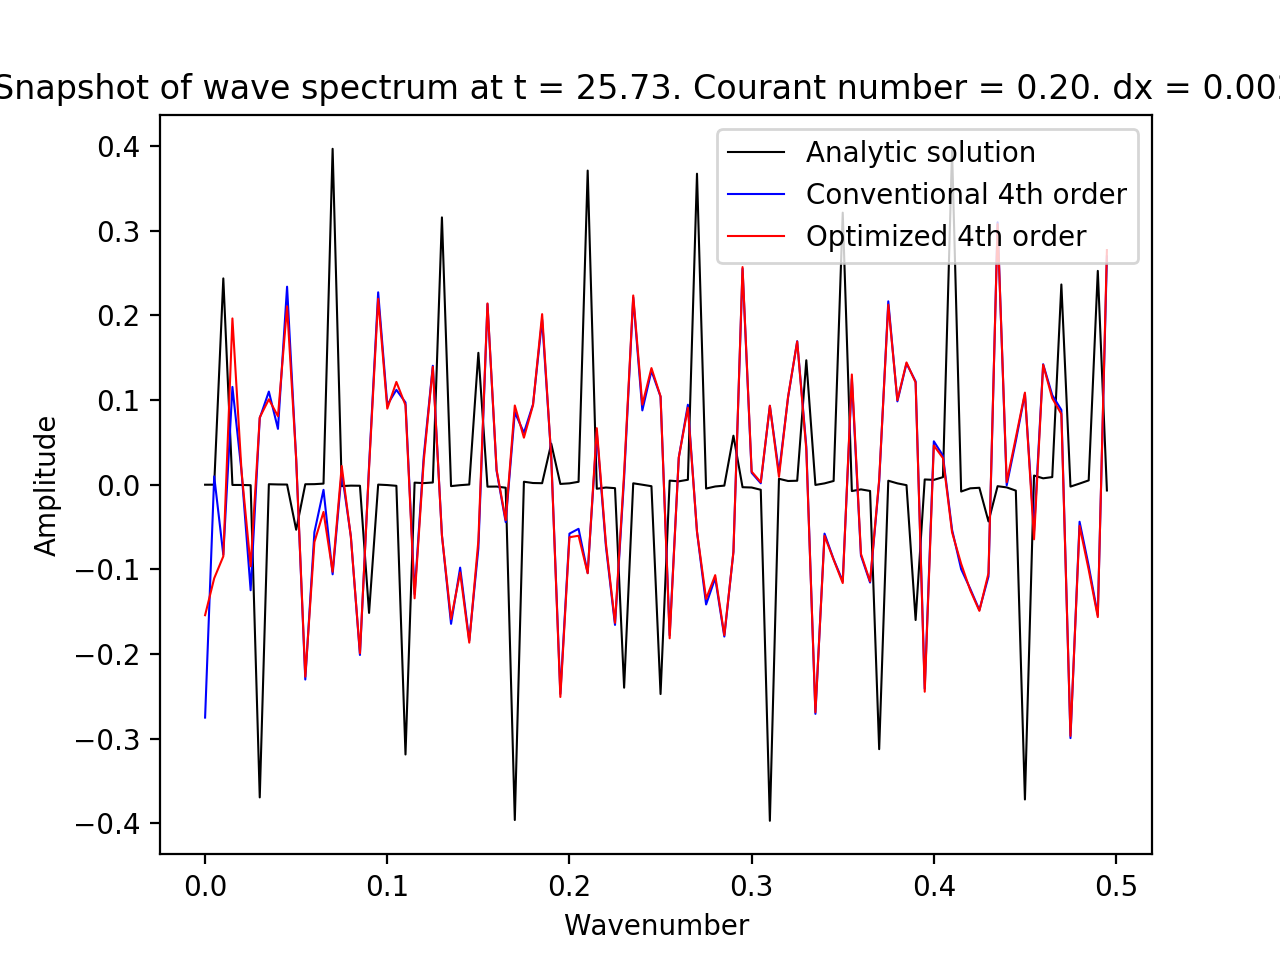 Snapshot of wave spectrum at t = 25.73. Courant number = 0.20. dx = 0.00
Analytic solution
Conventional 4th order
Optimized 4th order
Amplitude
0.4
0.3
0.2
0.1
0.0
−0.1
−0.2
−0.3
−0.4
0.0 0.1 0.2 0.3 0.4 0.5
Wavenumber